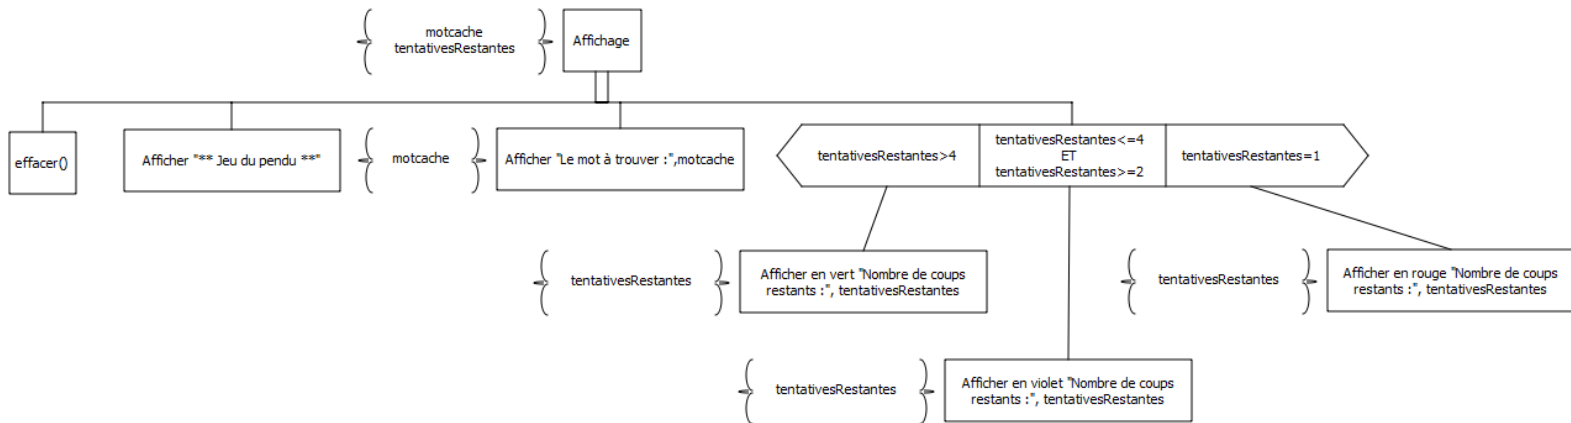 motcache
tentativesRestantes
Affichage
effacer()
Afficher "** Jeu du pendu **"
motcache
Afficher "Le mot à trouver :",motcache
tentativesRestantes>4
tentativesRestantes<=4
ET
tentativesRestantes>=2
tentativesRestantes=1
tentativesRestantes
Afficher en vert "Nombre de coups
restants :", tentativesRestantes
tentativesRestantes
Afficher en rouge "Nombre de coups
restants :", tentativesRestantes
tentativesRestantes
Afficher en violet "Nombre de coups
restants :", tentativesRestantes